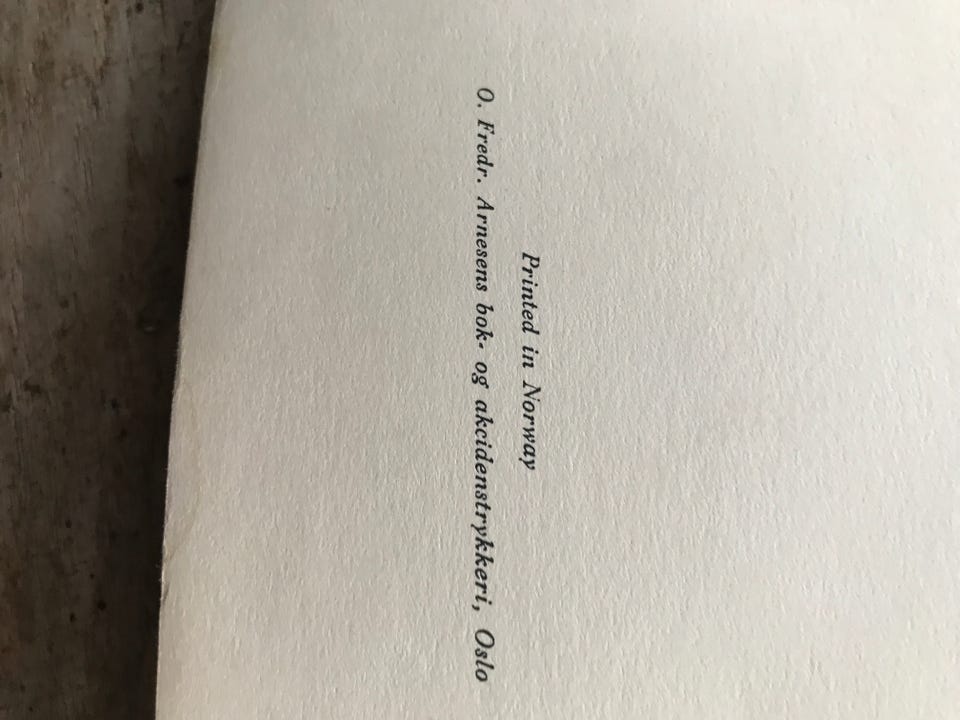 Printed in Norway
O. Fredr. Arnesens bok- og akcidenstrykkeri, Oslo